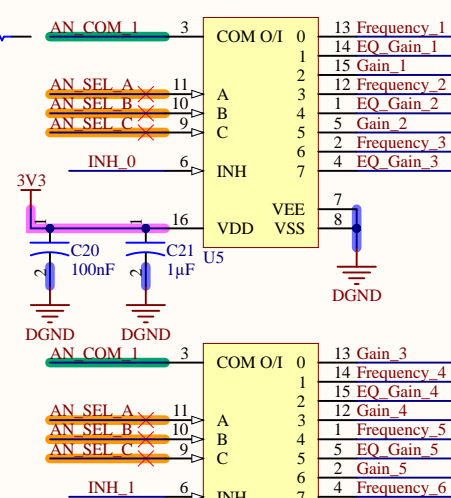 AN_COM_1 3 COM O/I 0 13 Frequency_1
1 14 EQ_Gain_1
2 15 Gain_1
AN_SEL_A 11 A 3 12 Frequency_2
AN_SEL_B 10 B 4 1 EQ_Gain_2
AN_SEL_C 9 C 5 5 Gain_2
6 2 Frequency_3
INH_0 6 INH 7 4 EQ_Gain_3
3V3
VEE 7
1 1 16 VDD VSS 8
C20 C21 U5
2 100nF 2 1µF
DGND
DGND DGND
AN_COM_1 3 COM O/I 0 13 Gain_3
1 14 Frequency_4
2 15 EQ_Gain_4
AN_SEL_A 11 A 3 12 Gain_4
AN_SEL_B 10 B 4 1 Frequency_5
AN_SEL_C 9 C 5 5 EQ_Gain_5
6 2 Gain_5
INH_1 6 INH 7 4 Frequency_6